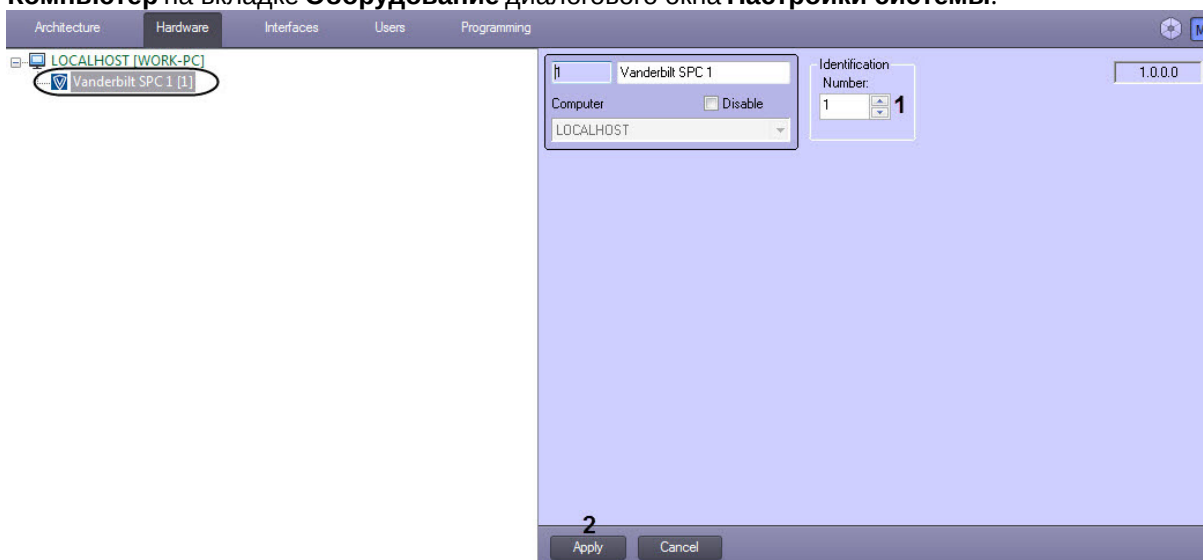 Компьютер на вкладке Оборудование диалогового окна Настройки системы.
Architecture Hardware Interfaces Users Programming
LOCALHOST [WORK-PC]
Vanderbilt SPC 1 [1]
1 Vanderbilt SPC 1
Computer Disable
LOCALHOST
Identification
Number:
1 1
1.0.0.0
2
Apply Cancel